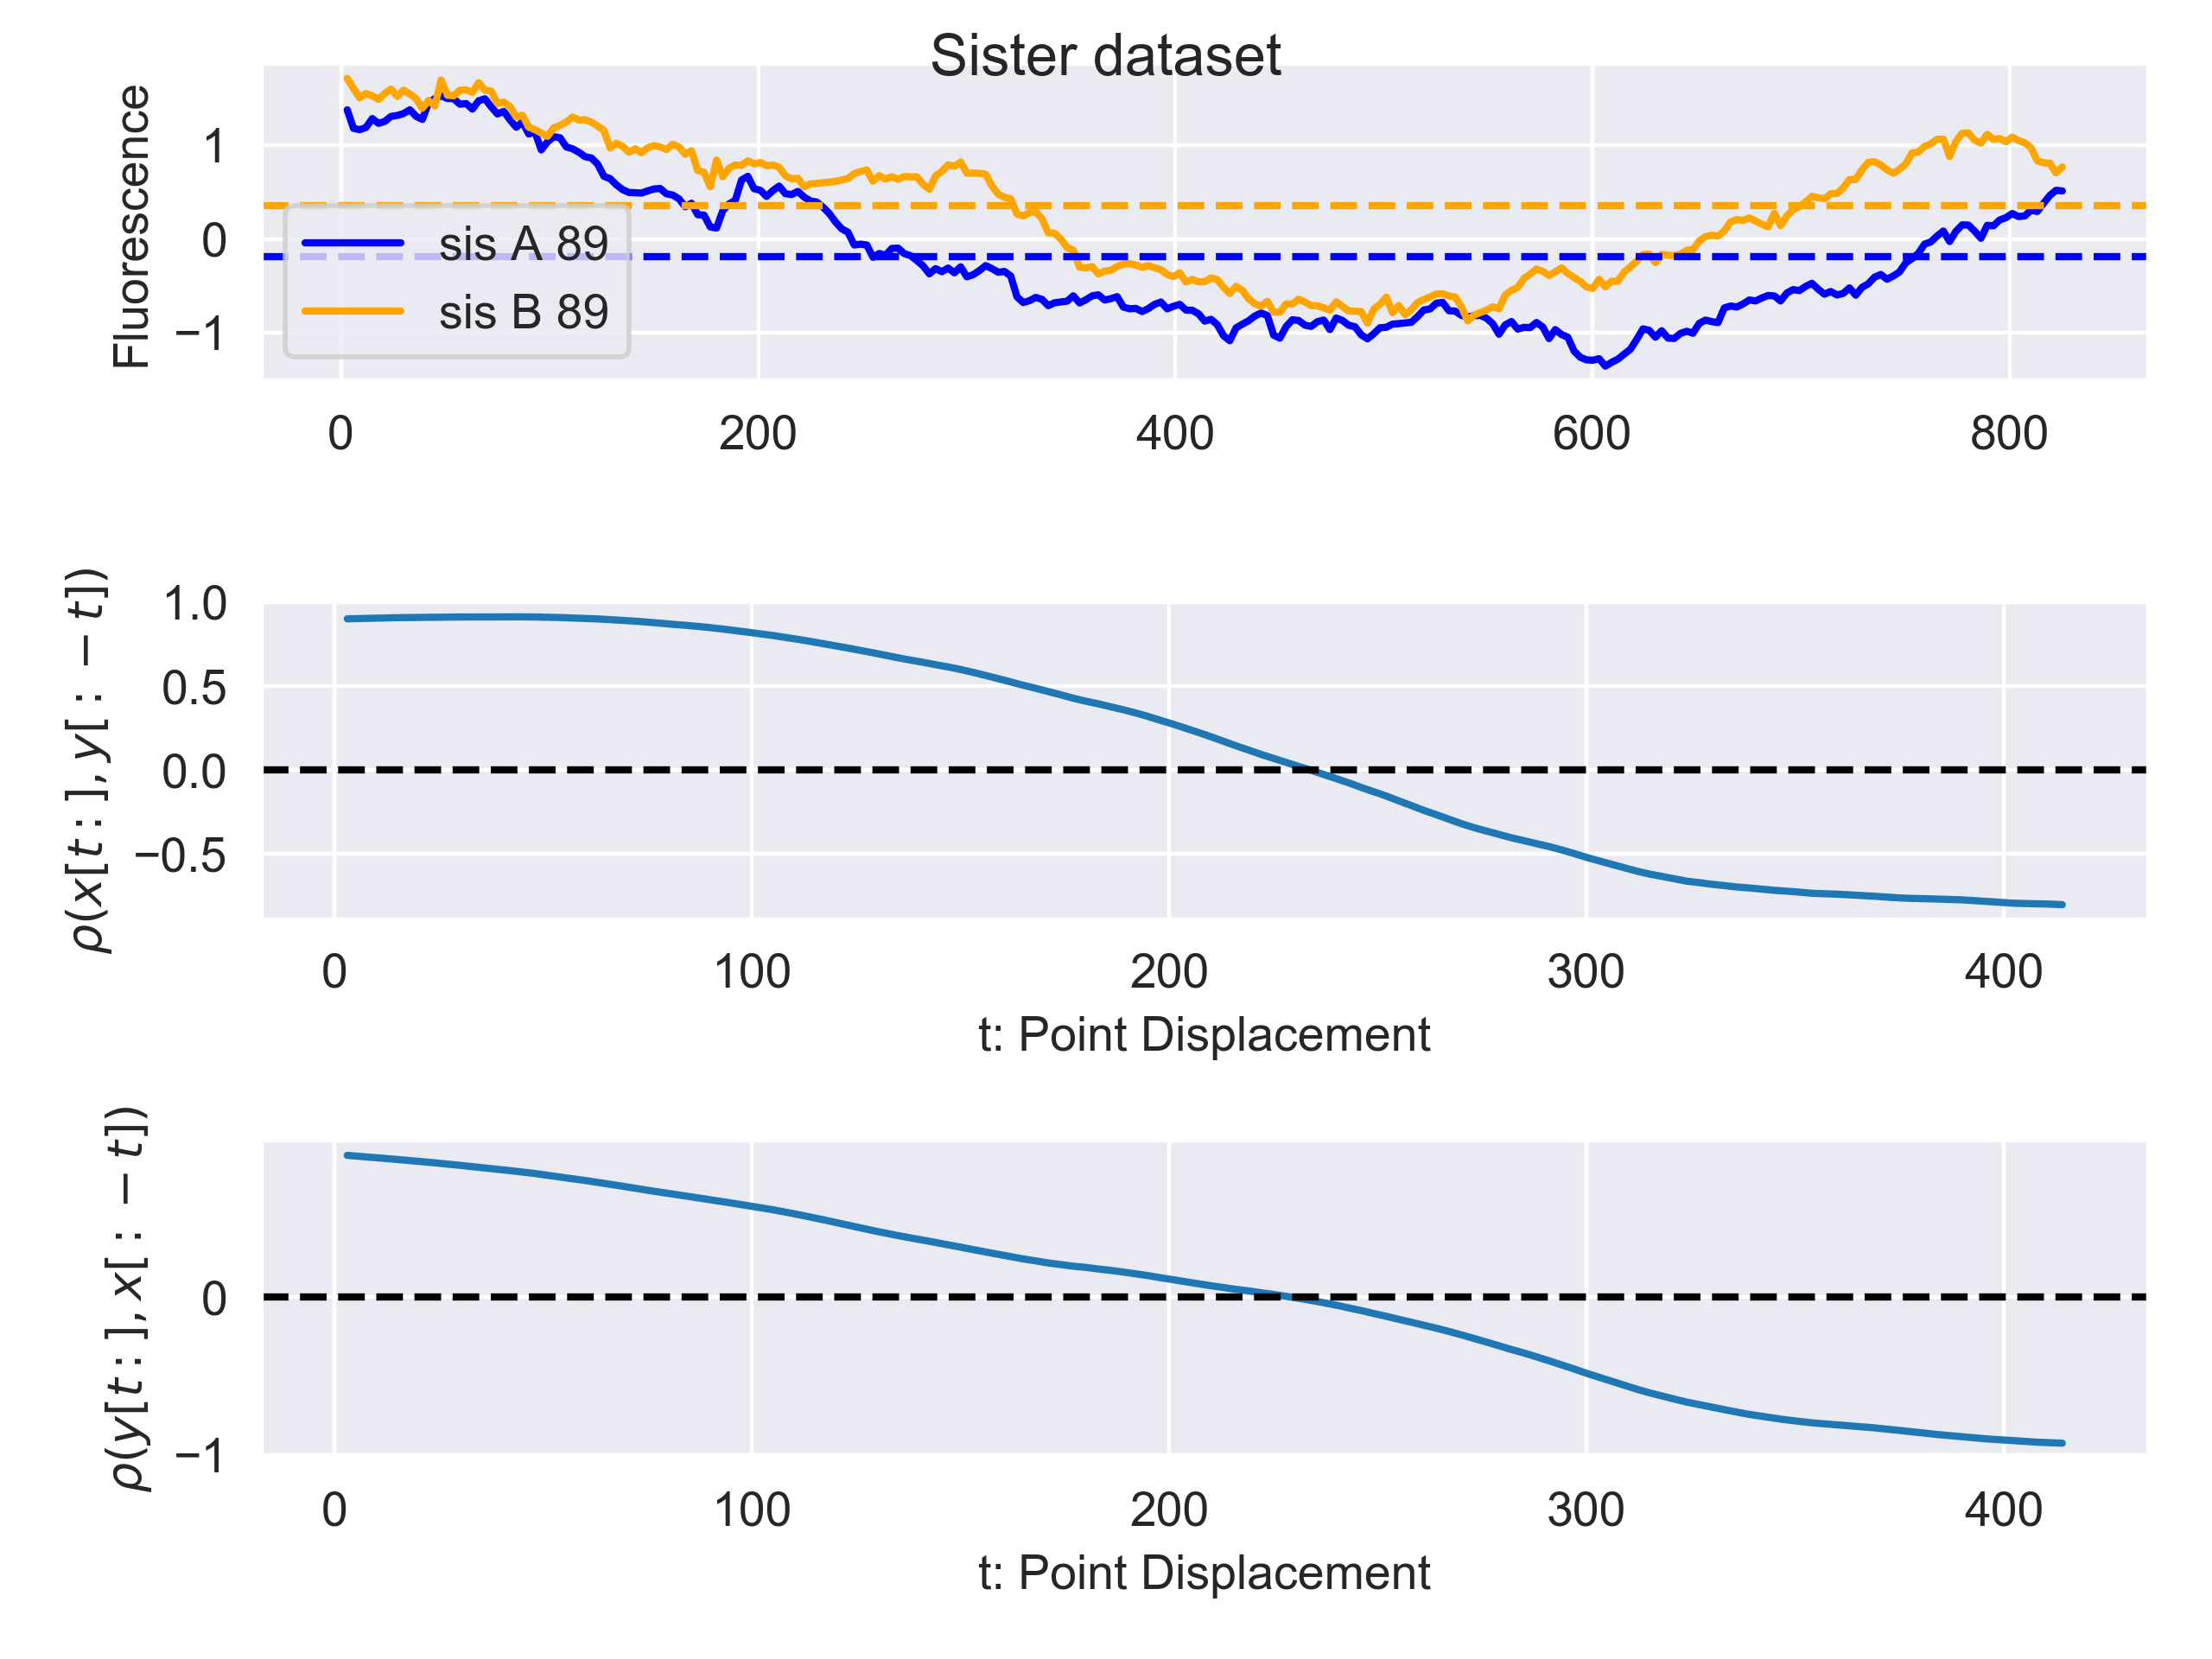 Sister dataset
Fluorescence
1
0
−1
sis A 89
sis B 89
0 200 400 600 800
ρ(x[t:], y[: − t])
1.0
0.5
0.0
−0.5
0 100 200 300 400
t: Point Displacement
ρ(y[t:], x[: − t])
0
−1
0 100 200 300 400
t: Point Displacement